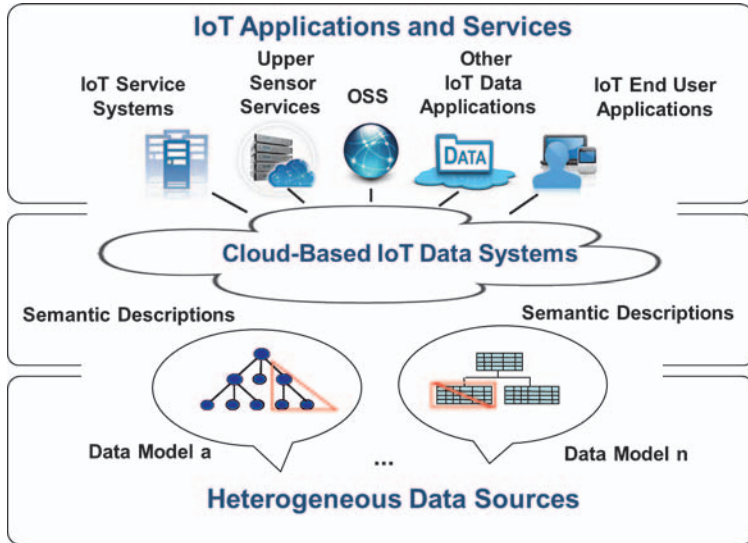 IoT Applications and Services
IoT Service
Systems
Upper
Sensor
Services
OSS
Other
IoT Data
Applications
IoT End User
Applications
DATA
Cloud-Based IoT Data Systems
Semantic Descriptions
Semantic Descriptions
Data Model a
...
Data Model n
Heterogeneous Data Sources